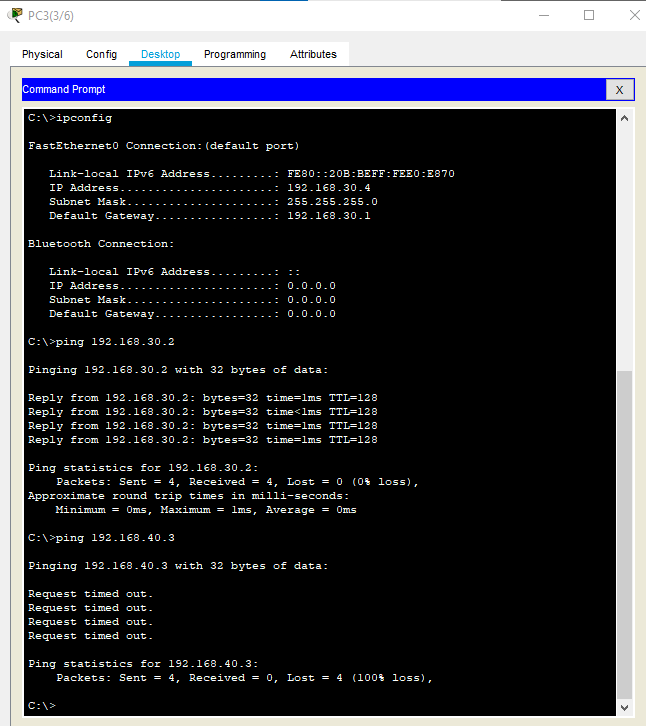 PC3(3/6)
Physical Config Desktop Programming Attributes
Command Prompt X
C:\>ipconfig
FastEthernet0 Connection:(default port)
Link-local IPv6 Address.........: FE80::20B:BEFF:FEE0:E870
IP Address......................: 192.168.30.4
Subnet Mask.....................: 255.255.255.0
Default Gateway.................: 192.168.30.1
Bluetooth Connection:
Link-local IPv6 Address.........: ::
IP Address......................: 0.0.0.0
Subnet Mask.....................: 0.0.0.0
Default Gateway.................: 0.0.0.0
C:\>ping 192.168.30.2
Pinging 192.168.30.2 with 32 bytes of data:
Reply from 192.168.30.2: bytes=32 time=1ms TTL=128
Reply from 192.168.30.2: bytes=32 time<1ms TTL=128
Reply from 192.168.30.2: bytes=32 time=1ms TTL=128
Reply from 192.168.30.2: bytes=32 time=1ms TTL=128
Ping statistics for 192.168.30.2:
Packets: Sent = 4, Received = 4, Lost = 0 (0% loss),
Approximate round trip times in milli-seconds:
Minimum = 0ms, Maximum = 1ms, Average = 0ms
C:\>ping 192.168.40.3
Pinging 192.168.40.3 with 32 bytes of data:
Request timed out.
Request timed out.
Request timed out.
Request timed out.
Ping statistics for 192.168.40.3:
Packets: Sent = 4, Received = 0, Lost = 4 (100% loss),
C:\>